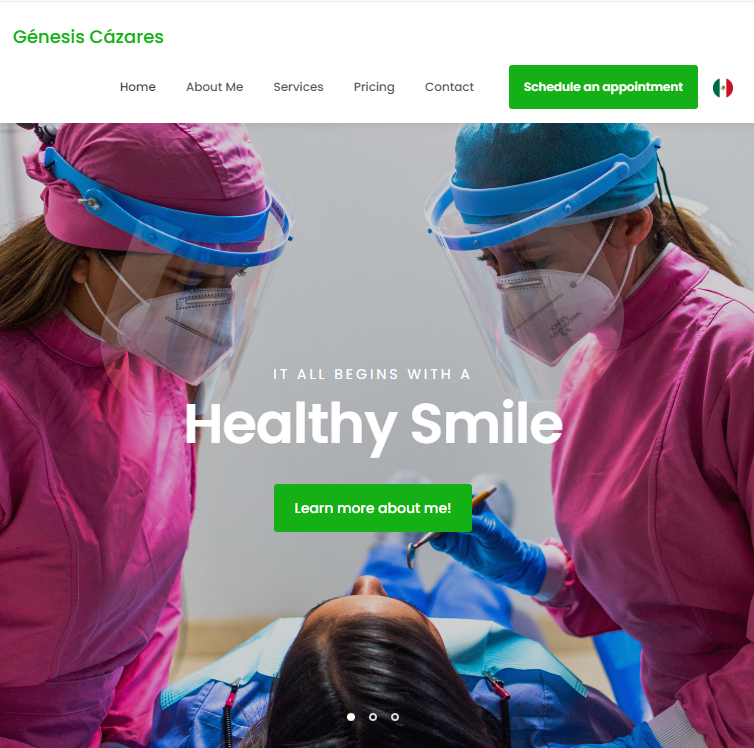 Génesis Cázares
Home About Me Services Pricing Contact Schedule an appointment
IT ALL BEGINS WITH A
Healthy Smile
Learn more about me!